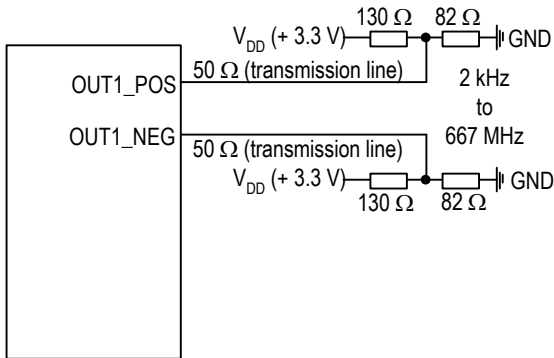 130 Ω 82 Ω
V_DD (+ 3.3 V) GND
50 Ω (transmission line)
OUT1_POS
2 kHz
to
667 MHz
OUT1_NEG
50 Ω (transmission line)
V_DD (+ 3.3 V) GND
130 Ω 82 Ω